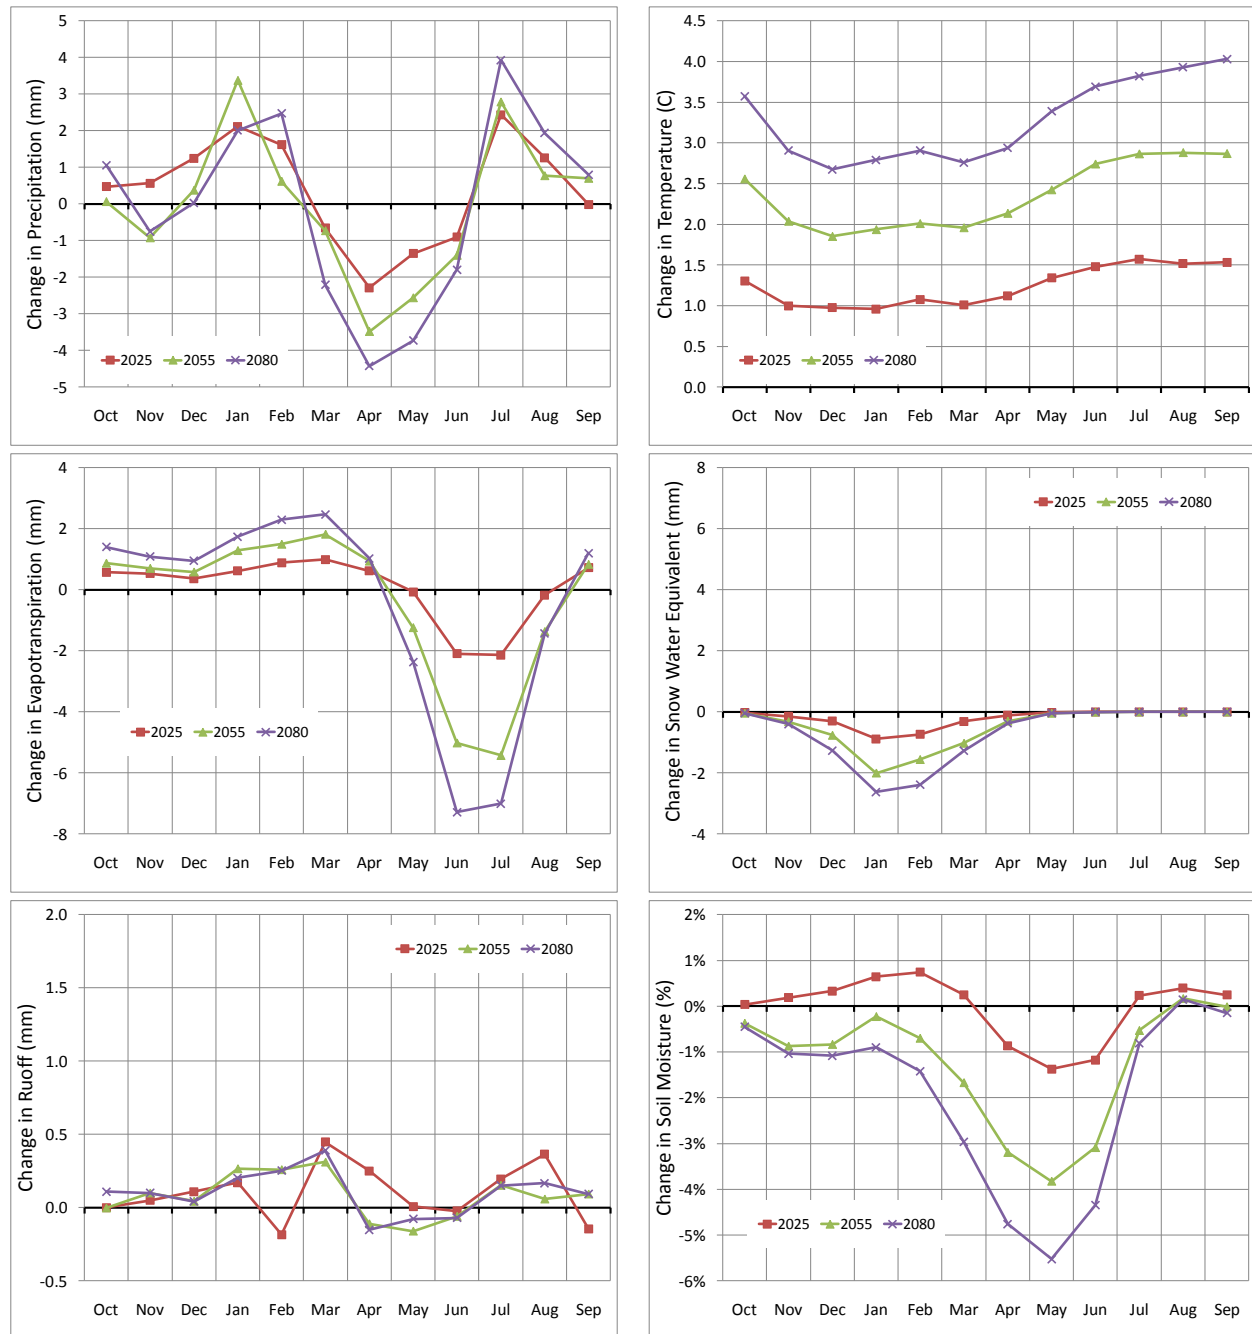 Change in Precipitation (mm)
5
4
3
2
1
0
-1
-2
-3
-4
-5
2025 2055 2080
Oct Nov Dec Jan Feb Mar Apr May Jun Jul Aug Sep
Change in Temperature (C)
4.5
4.0
3.5
3.0
2.5
2.0
1.5
1.0
0.5
0.0
2025 2055 2080
Oct Nov Dec Jan Feb Mar Apr May Jun Jul Aug Sep
Change in Evapotranspiration (mm)
4
2
0
-2
-4
-6
-8
2025 2055 2080
Oct Nov Dec Jan Feb Mar Apr May Jun Jul Aug Sep
Change in Snow Water Equivalent (mm)
8
6
4
2
0
-2
-4
2025 2055 2080
Oct Nov Dec Jan Feb Mar Apr May Jun Jul Aug Sep
Change in Ruoff (mm)
2.0
1.5
1.0
0.5
0.0
-0.5
2025 2055 2080
Oct Nov Dec Jan Feb Mar Apr May Jun Jul Aug Sep
Change in Soil Moisture (%)
2%
1%
0%
-1%
-2%
-3%
-4%
-5%
-6%
2025 2055 2080
Oct Nov Dec Jan Feb Mar Apr May Jun Jul Aug Sep